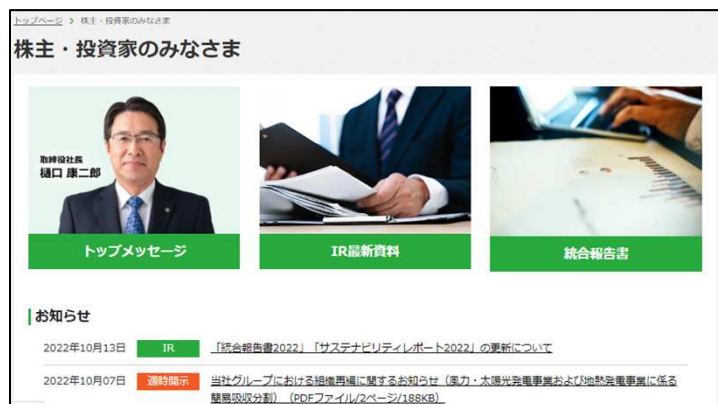 トップページ > 株主・投資家のみなさま
株主・投資家のみなさま
取締役社長
樋口 康二郎
トップメッセージ
IR最新資料
統合報告書
お知らせ
2022年10月13日 IR 「統合報告書2022」「サステナビリティレポート2022」の更新について
2022年10月07日 適時開示 当社グループにおける組織再編に関するお知らせ(風力・太陽光発電事業および地熱発電事業に係る
簡易吸収分割) (PDFファイル/2ページ/188KB)